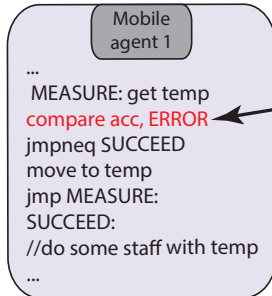 Mobile
agent 1
...
MEASURE: get temp
compare acc, ERROR
jmpneq SUCCEED
move to temp
jmp MEASURE:
SUCCEED:
//do some staff with temp
...